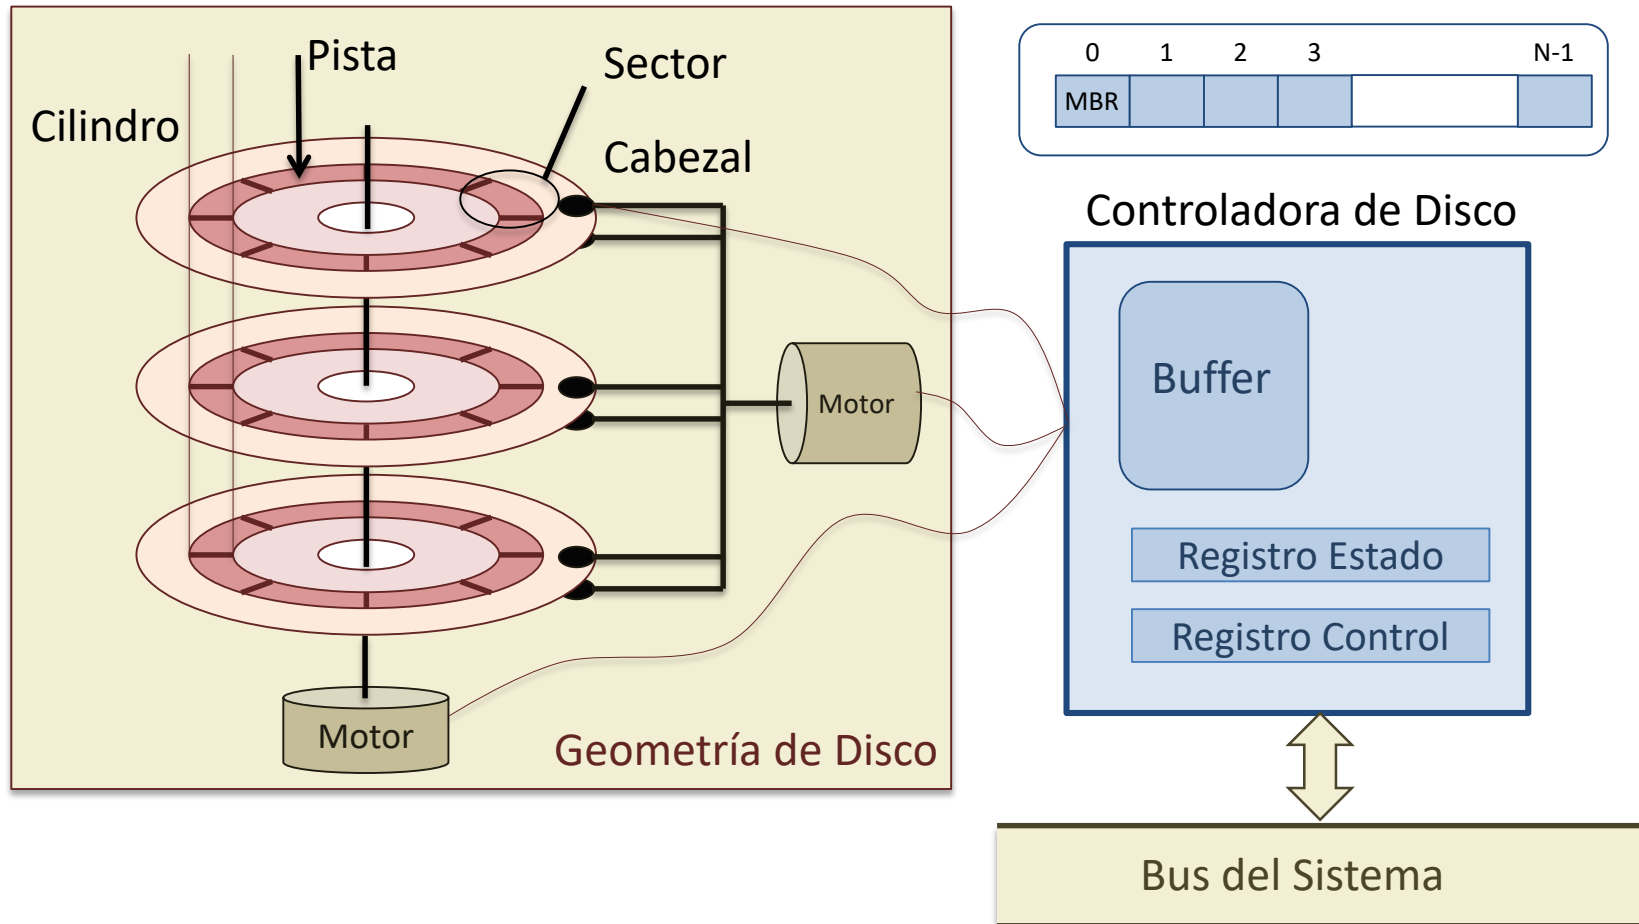 Pista
Sector
Cilindro
Cabezal
Motor
Motor
Geometría de Disco
0 1 2 3 N-1
MBR
Controladora de Disco
Buffer
Registro Estado
Registro Control
Bus del Sistema